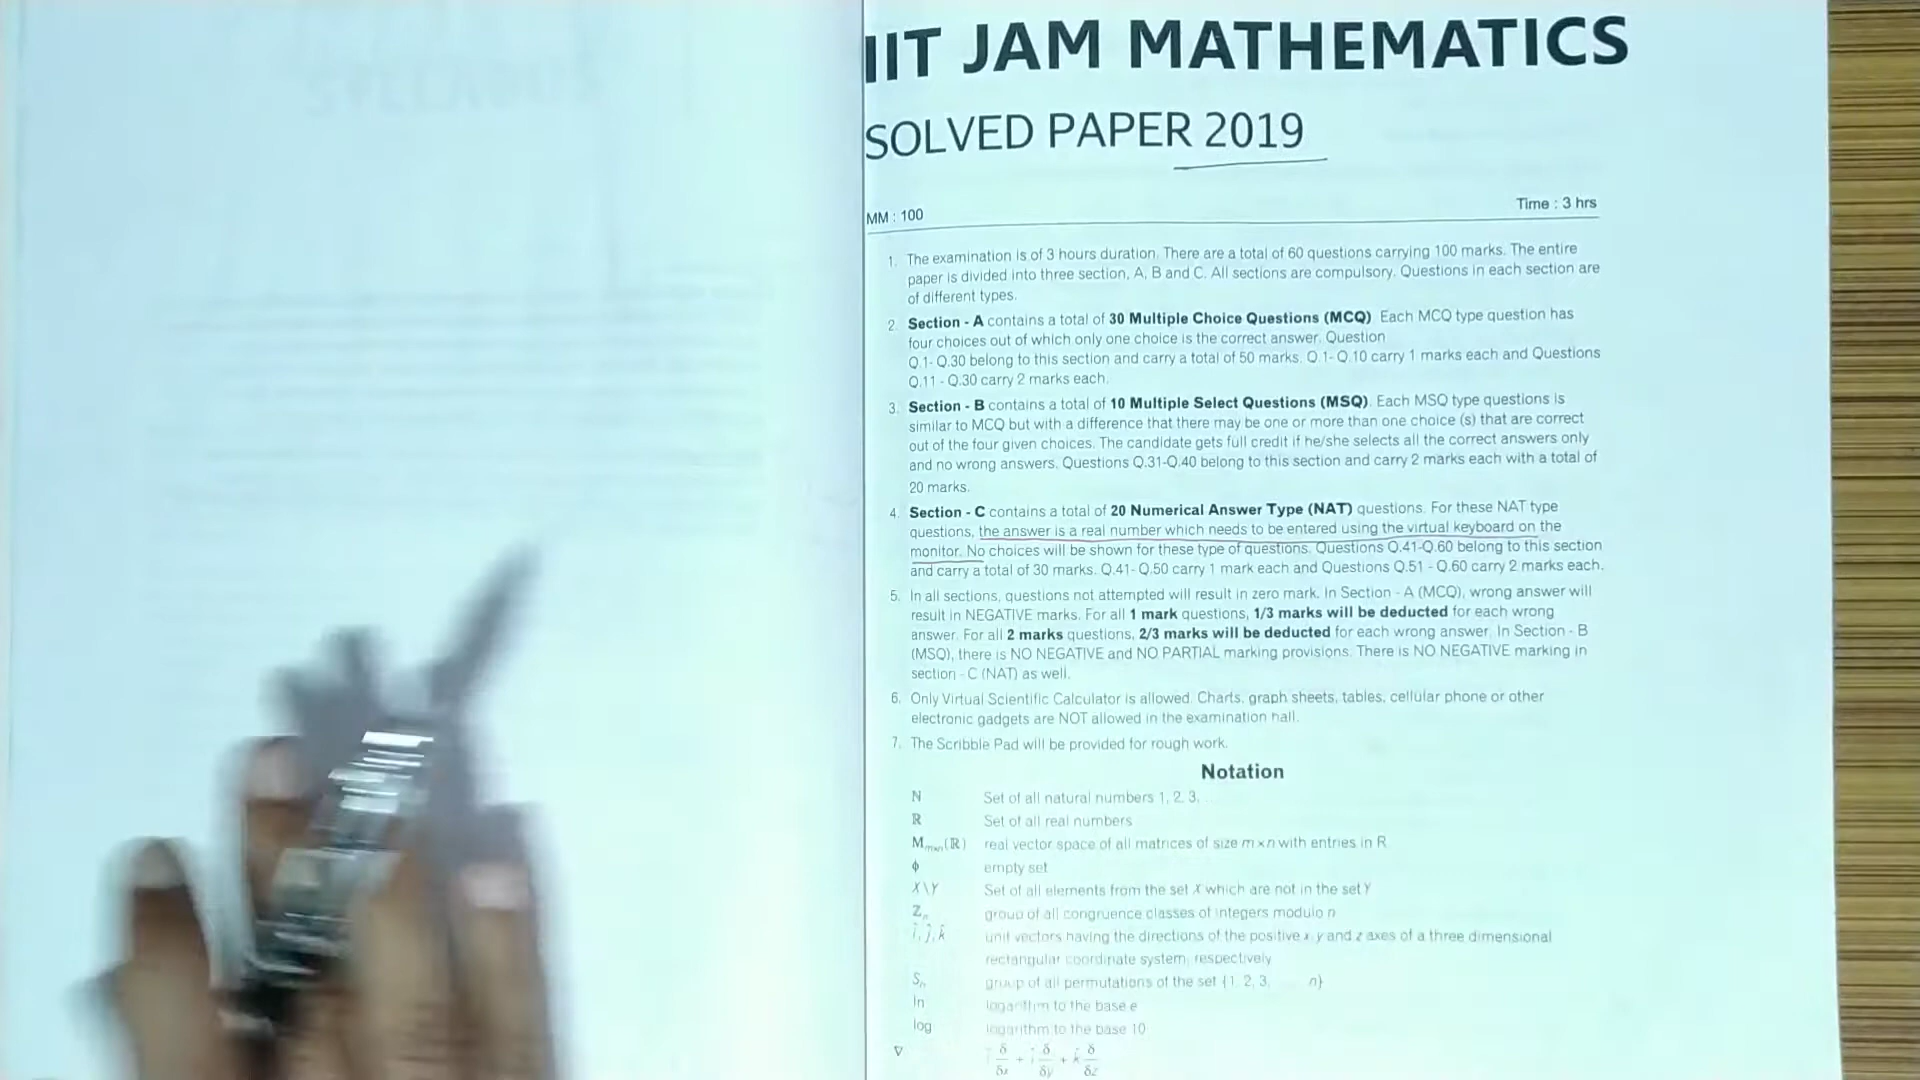 SYLLABUS
IIT JAM MATHEMATICS
SOLVED PAPER 2019
MM : 100
Time : 3 hrs
1. The examination is of 3 hours duration. There are a total of 60 questions carrying 100 marks. The entire
paper is divided into three section, A, B and C. All sections are compulsory. Questions in each section are
of different types.
2. Section - A contains a total of 30 Multiple Choice Questions (MCQ). Each MCQ type question has
four choices out of which only one choice is the correct answer. Question
Q.1- Q.30 belong to this section and carry a total of 50 marks. Q.1- Q.10 carry 1 marks each and Questions
Q.11 - Q.30 carry 2 marks each.
3. Section - B contains a total of 10 Multiple Select Questions (MSQ). Each MSQ type questions is
similar to MCQ but with a difference that there may be one or more than one choice (s) that are correct
out of the four given choices. The candidate gets full credit if he/she selects all the correct answers only
and no wrong answers. Questions Q.31-Q.40 belong to this section and carry 2 marks each with a total of
20 marks.
4. Section - C contains a total of 20 Numerical Answer Type (NAT) questions. For these NAT type
questions, the answer is a real number which needs to be entered using the virtual keyboard on the
monitor. No choices will be shown for these type of questions. Questions Q.41-Q.60 belong to this section
and carry a total of 30 marks. Q.41- Q.50 carry 1 mark each and Questions Q.51 - Q.60 carry 2 marks each.
5. In all sections, questions not attempted will result in zero mark. In Section - A (MCQ), wrong answer will
result in NEGATIVE marks. For all 1 mark questions, 1/3 marks will be deducted for each wrong
answer. For all 2 marks questions, 2/3 marks will be deducted for each wrong answer. In Section - B
(MSQ), there is NO NEGATIVE and NO PARTIAL marking provisions. There is NO NEGATIVE marking in
section - C (NAT) as well.
6. Only Virtual Scientific Calculator is allowed. Charts, graph sheets, tables, cellular phone or other
electronic gadgets are NOT allowed in the examination hall.
7. The Scribble Pad will be provided for rough work.
Notation
N Set of all natural numbers 1, 2, 3, ...
ℝ Set of all real numbers
Mm×n(ℝ) real vector space of all matrices of size m×n with entries in R
ϕ empty set
X\Y Set of all elements from the set X which are not in the set Y
ℤn group of all congruence classes of integers modulo n
î, ĵ, k̂ unit vectors having the directions of the positive x, y and z axes of a three dimensional
rectangular coordinate system, respectively
Sn group of all permutations of the set {1, 2, 3, ... n}
ln logarithm to the base e
log logarithm to the base 10
∇ î δ/δx + ĵ δ/δy + k̂ δ/δz